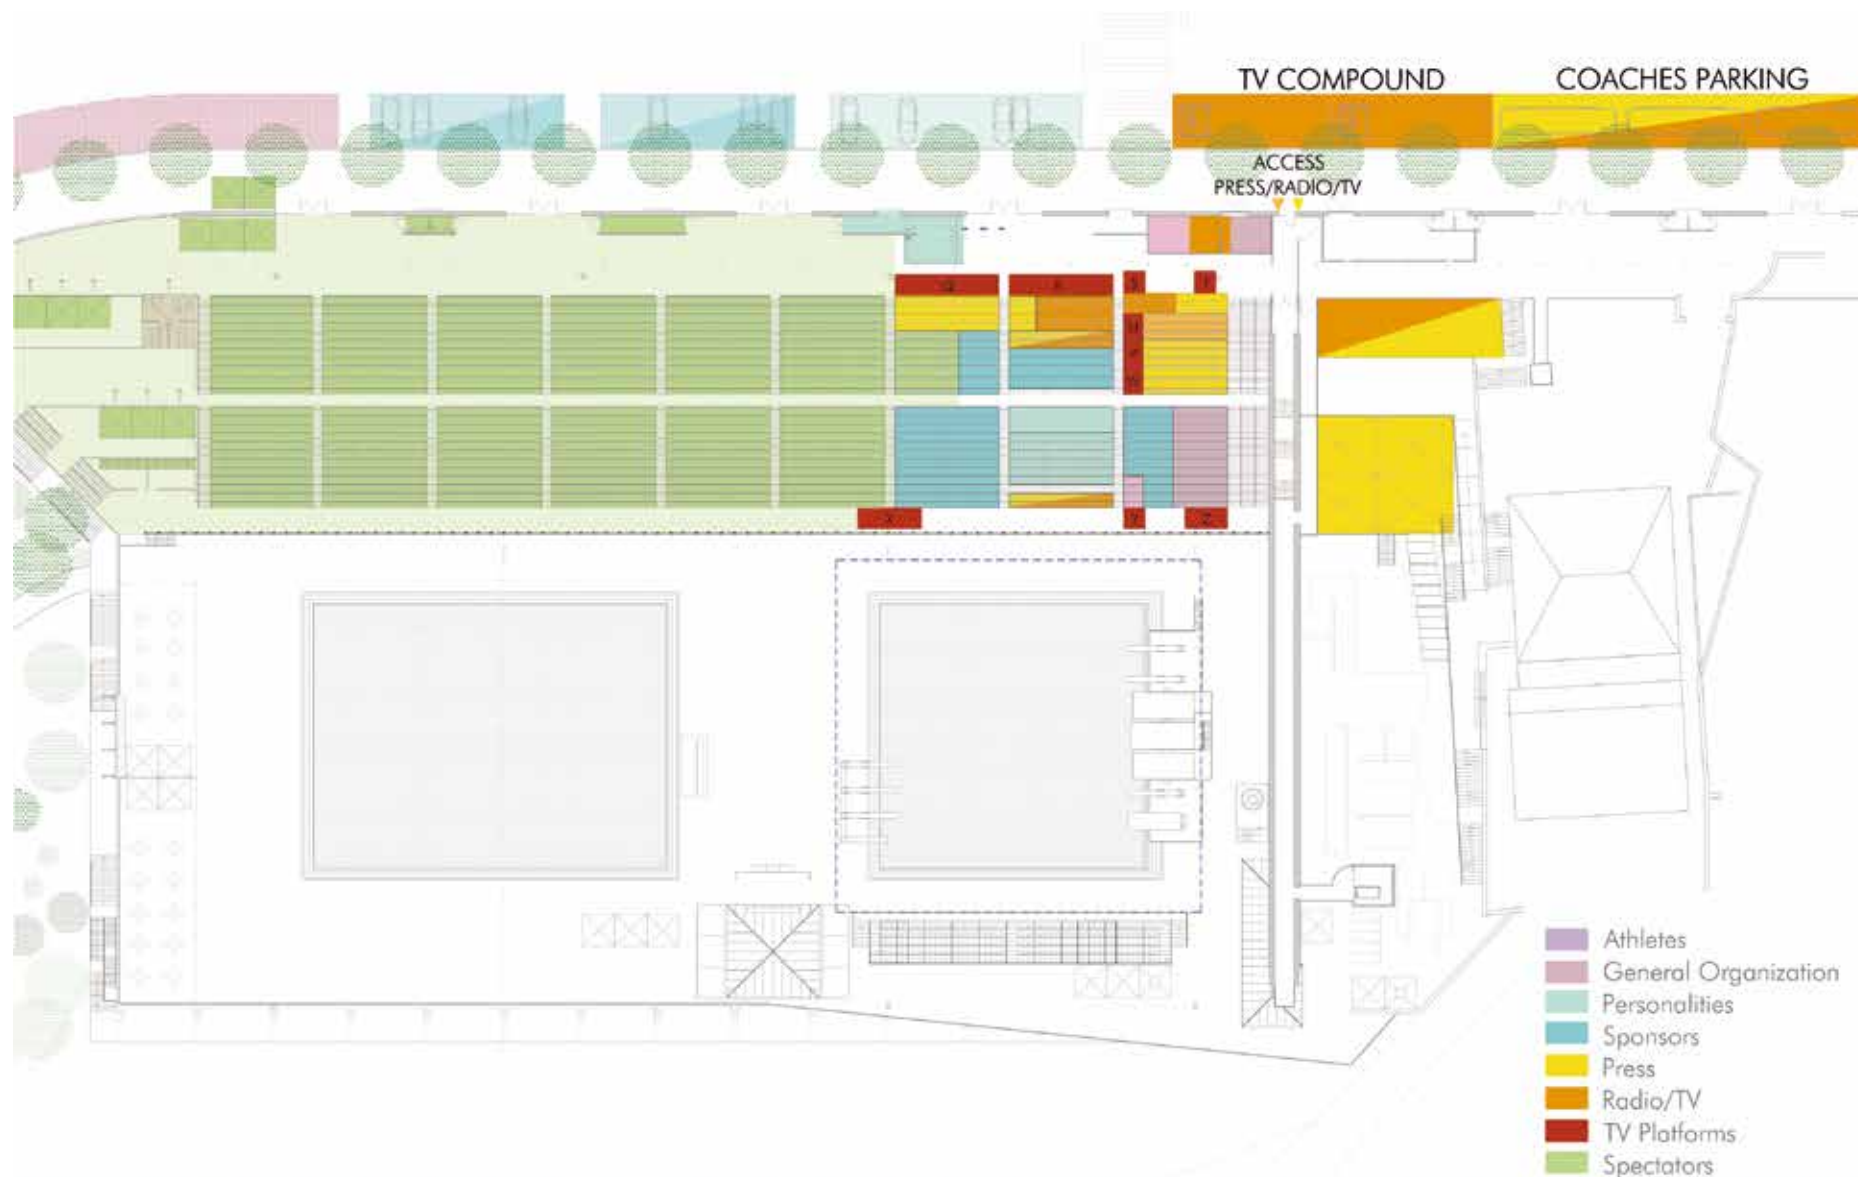 TV COMPOUND
COACHES PARKING
ACCESS
PRESS/RADIO/TV
Athletes
General Organization
Personalities
Sponsors
Press
Radio/TV
TV Platforms
Spectators